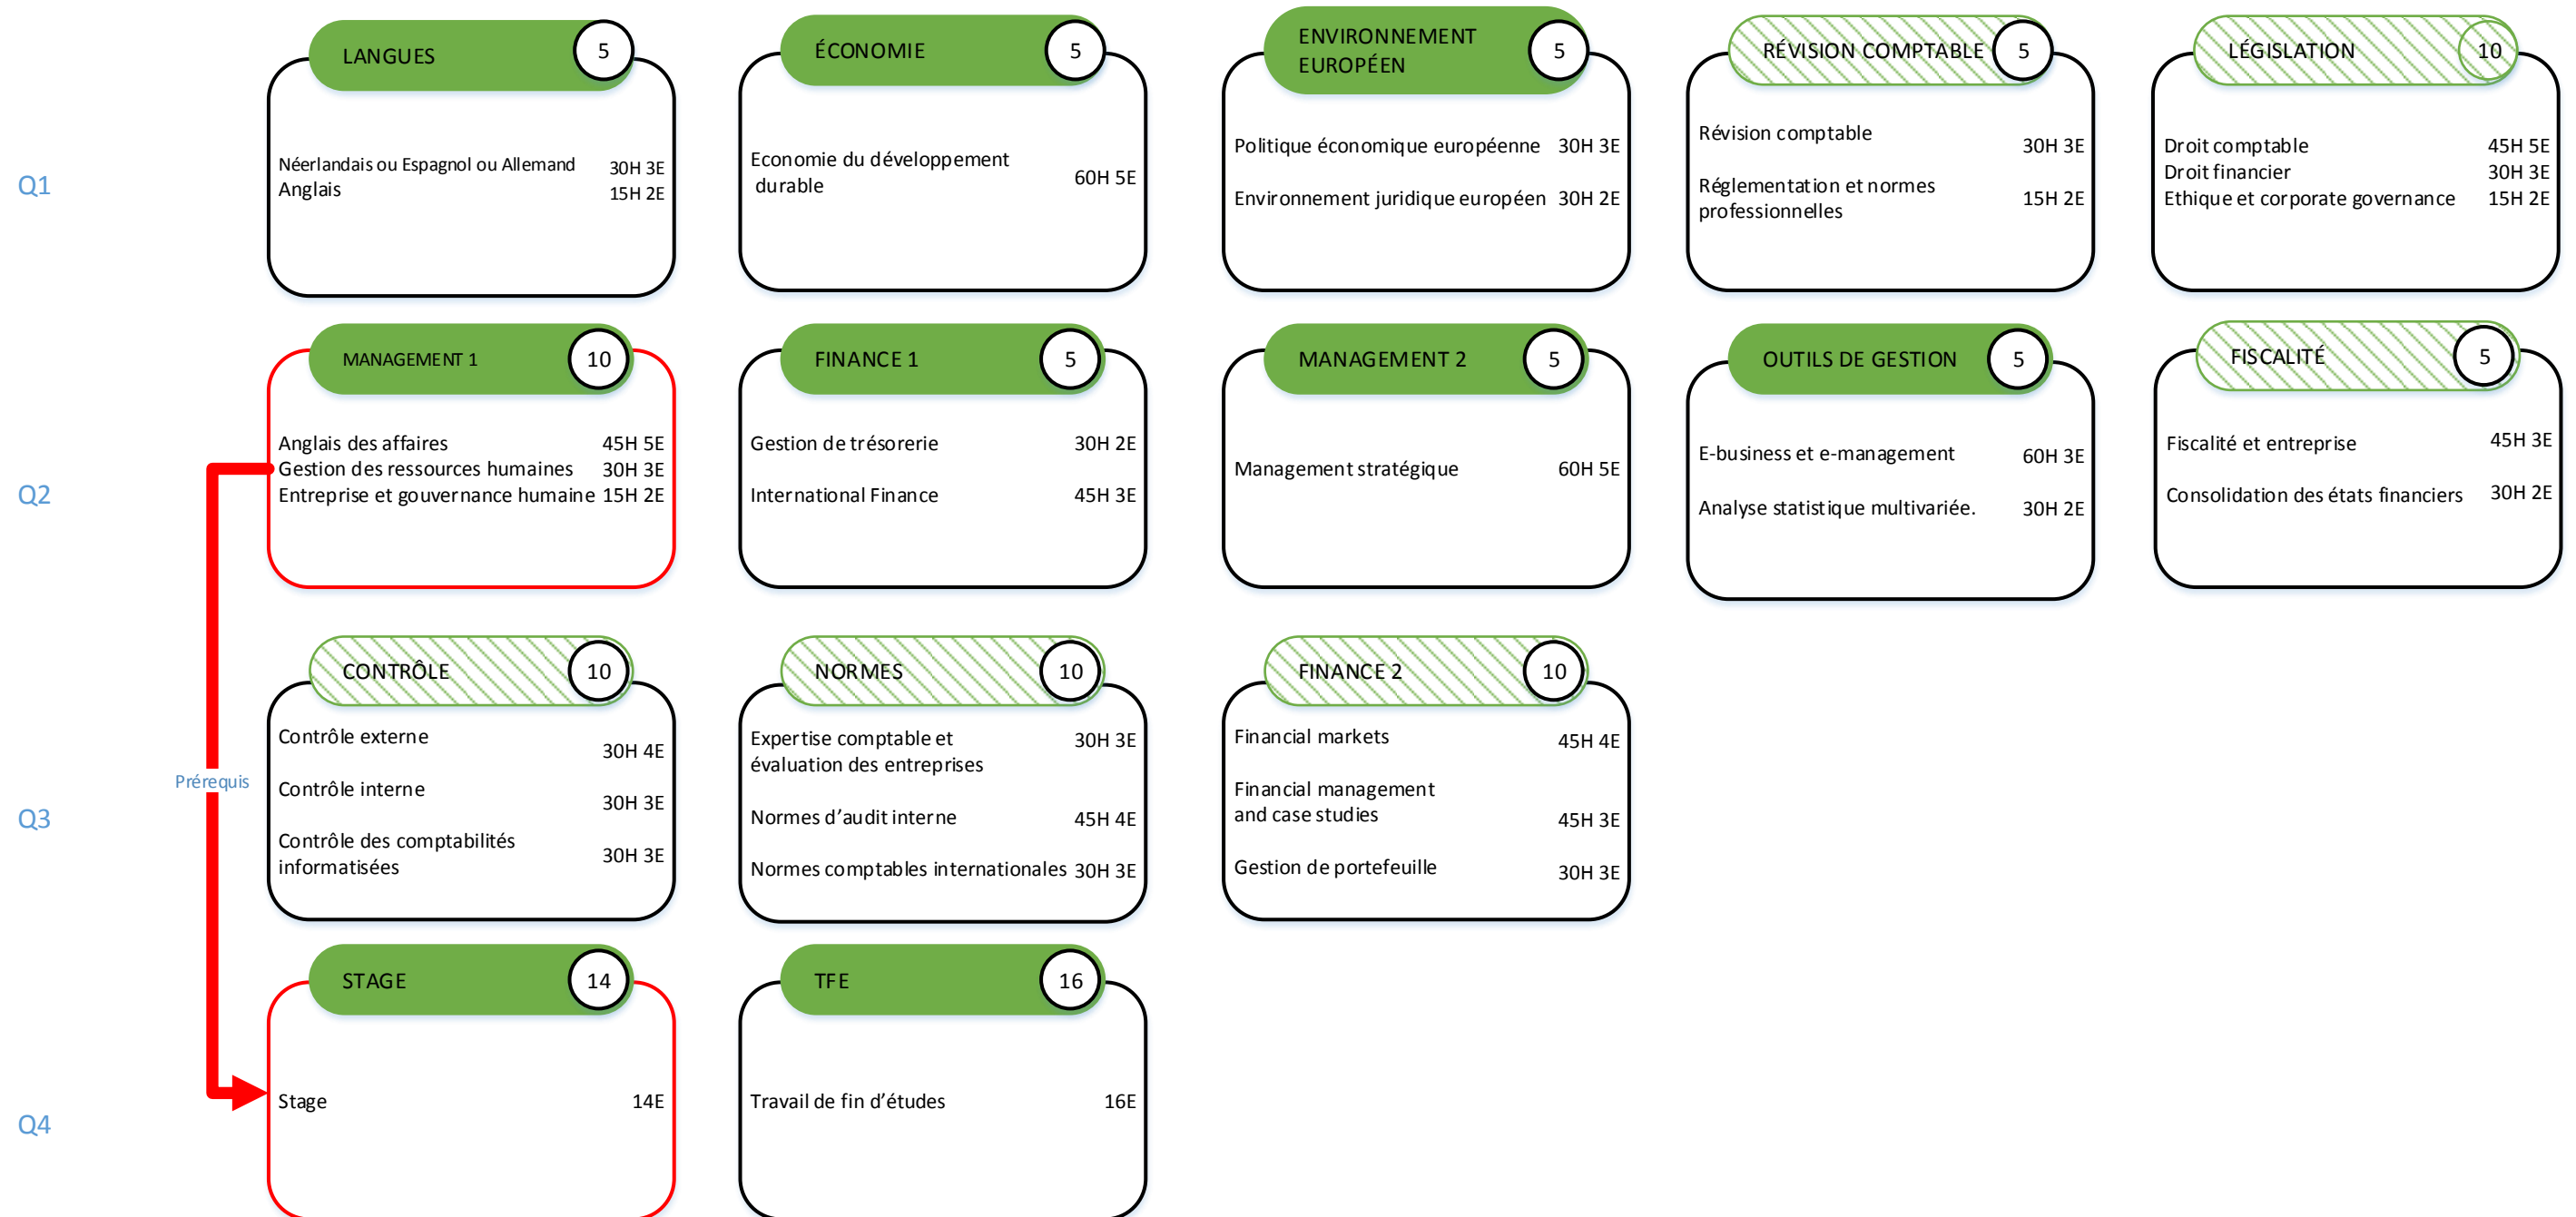 Q1
LANGUES 5
Néerlandais ou Espagnol ou Allemand 30H 3E
Anglais 15H 2E
ÉCONOMIE 5
Economie du développement
durable 60H 5E
ENVIRONNEMENT
EUROPÉEN 5
Politique économique européenne 30H 3E
Environnement juridique européen 30H 2E
RÉVISION COMPTABLE 5
Révision comptable 30H 3E
Réglementation et normes
professionnelles 15H 2E
LÉGISLATION 10
Droit comptable 45H 5E
Droit financier 30H 3E
Ethique et corporate governance 15H 2E
Q2
MANAGEMENT 1 10
Anglais des affaires 45H 5E
Gestion des ressources humaines 30H 3E
Entreprise et gouvernance humaine 15H 2E
FINANCE 1 5
Gestion de trésorerie 30H 2E
International Finance 45H 3E
MANAGEMENT 2 5
Management stratégique 60H 5E
OUTILS DE GESTION 5
E-business et e-management 60H 3E
Analyse statistique multivariée. 30H 2E
FISCALITÉ 5
Fiscalité et entreprise 45H 3E
Consolidation des états financiers 30H 2E
Prérequis
Q3
CONTRÔLE 10
Contrôle externe 30H 4E
Contrôle interne 30H 3E
Contrôle des comptabilités
informatisées 30H 3E
NORMES 10
Expertise comptable et 30H 3E
évaluation des entreprises
Normes d'audit interne 45H 4E
Normes comptables internationales 30H 3E
FINANCE 2 10
Financial markets 45H 4E
Financial management
and case studies 45H 3E
Gestion de portefeuille 30H 3E
Q4
STAGE 14
Stage 14E
TFE 16
Travail de fin d'études 16E